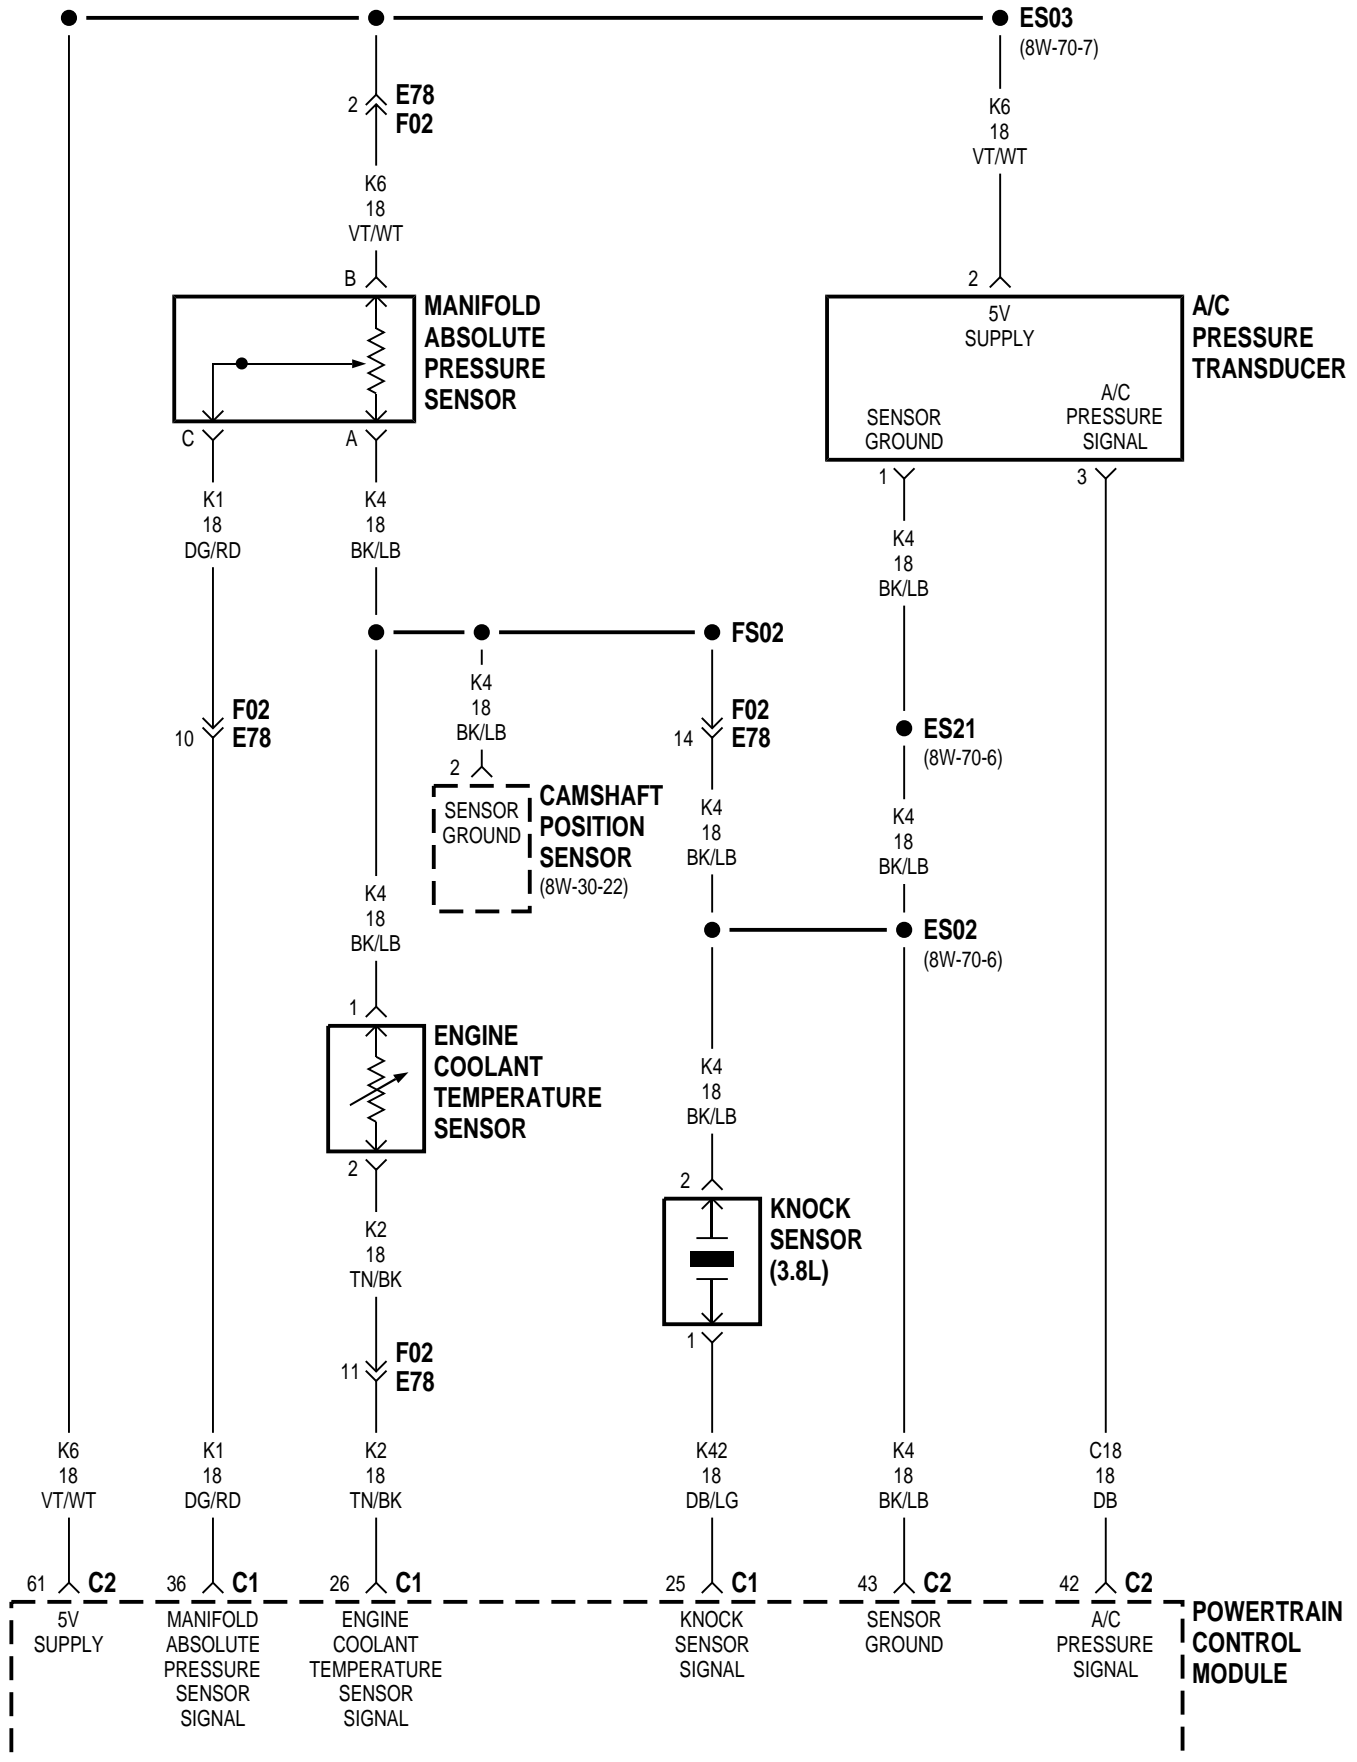 ES03
(8W-70-7)
2
E78
F02
K6
18
VT/WT
K6
18
VT/WT
B
2
MANIFOLD
ABSOLUTE
PRESSURE
SENSOR
5V
SUPPLY
A/C
PRESSURE
TRANSDUCER
SENSOR
GROUND
A/C
PRESSURE
SIGNAL
C
A
1
3
K1
18
DG/RD
K4
18
BK/LB
K4
18
BK/LB
FS02
K4
18
BK/LB
10
F02
E78
14
F02
E78
ES21
(8W-70-6)
2
SENSOR
GROUND
CAMSHAFT
POSITION
SENSOR
(8W-30-22)
K4
18
BK/LB
K4
18
BK/LB
K4
18
BK/LB
ES02
(8W-70-6)
1
ENGINE
COOLANT
TEMPERATURE
SENSOR
K4
18
BK/LB
2
2
KNOCK
SENSOR
(3.8L)
K2
18
TN/BK
1
11
F02
E78
K6
18
VT/WT
K1
18
DG/RD
K2
18
TN/BK
K42
18
DB/LG
K4
18
BK/LB
C18
18
DB
61
C2
36
C1
26
C1
25
C1
43
C2
42
C2
5V
SUPPLY
MANIFOLD
ABSOLUTE
PRESSURE
SENSOR
SIGNAL
ENGINE
COOLANT
TEMPERATURE
SENSOR
SIGNAL
KNOCK
SENSOR
SIGNAL
SENSOR
GROUND
A/C
PRESSURE
SIGNAL
POWERTRAIN
CONTROL
MODULE